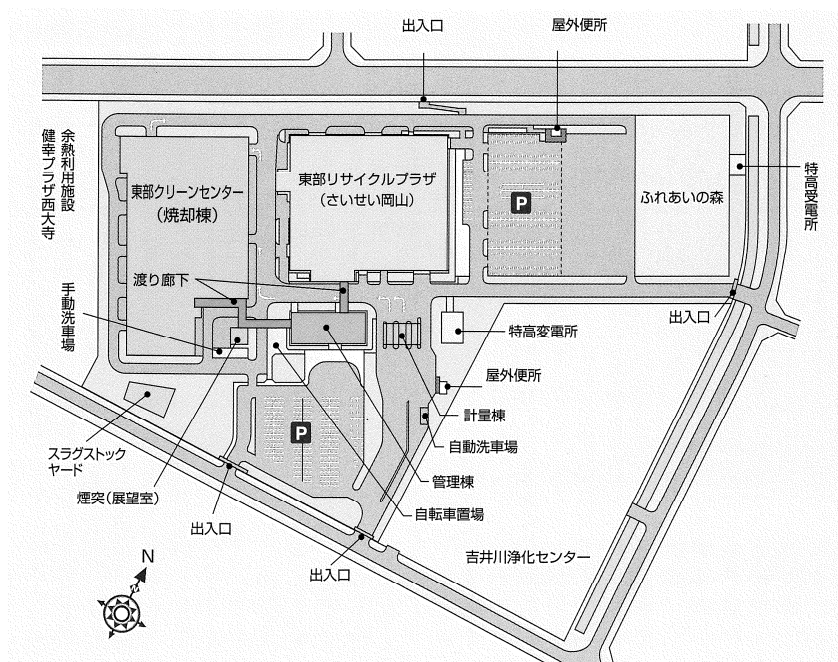 出入口
屋外便所
余熱利用施設
健幸プラザ西大寺
東部クリーンセンター
(焼却棟)
東部リサイクルプラザ
(さいせい岡山)
P
ふれあいの森
特高受電所
渡り廊下
手動洗車場
出入口
特高変電所
屋外便所
計量棟
自動洗車場
P
スラグストック
ヤード
煙突(展望室)
管理棟
自転車置場
出入口
出入口
吉井川浄化センター
N